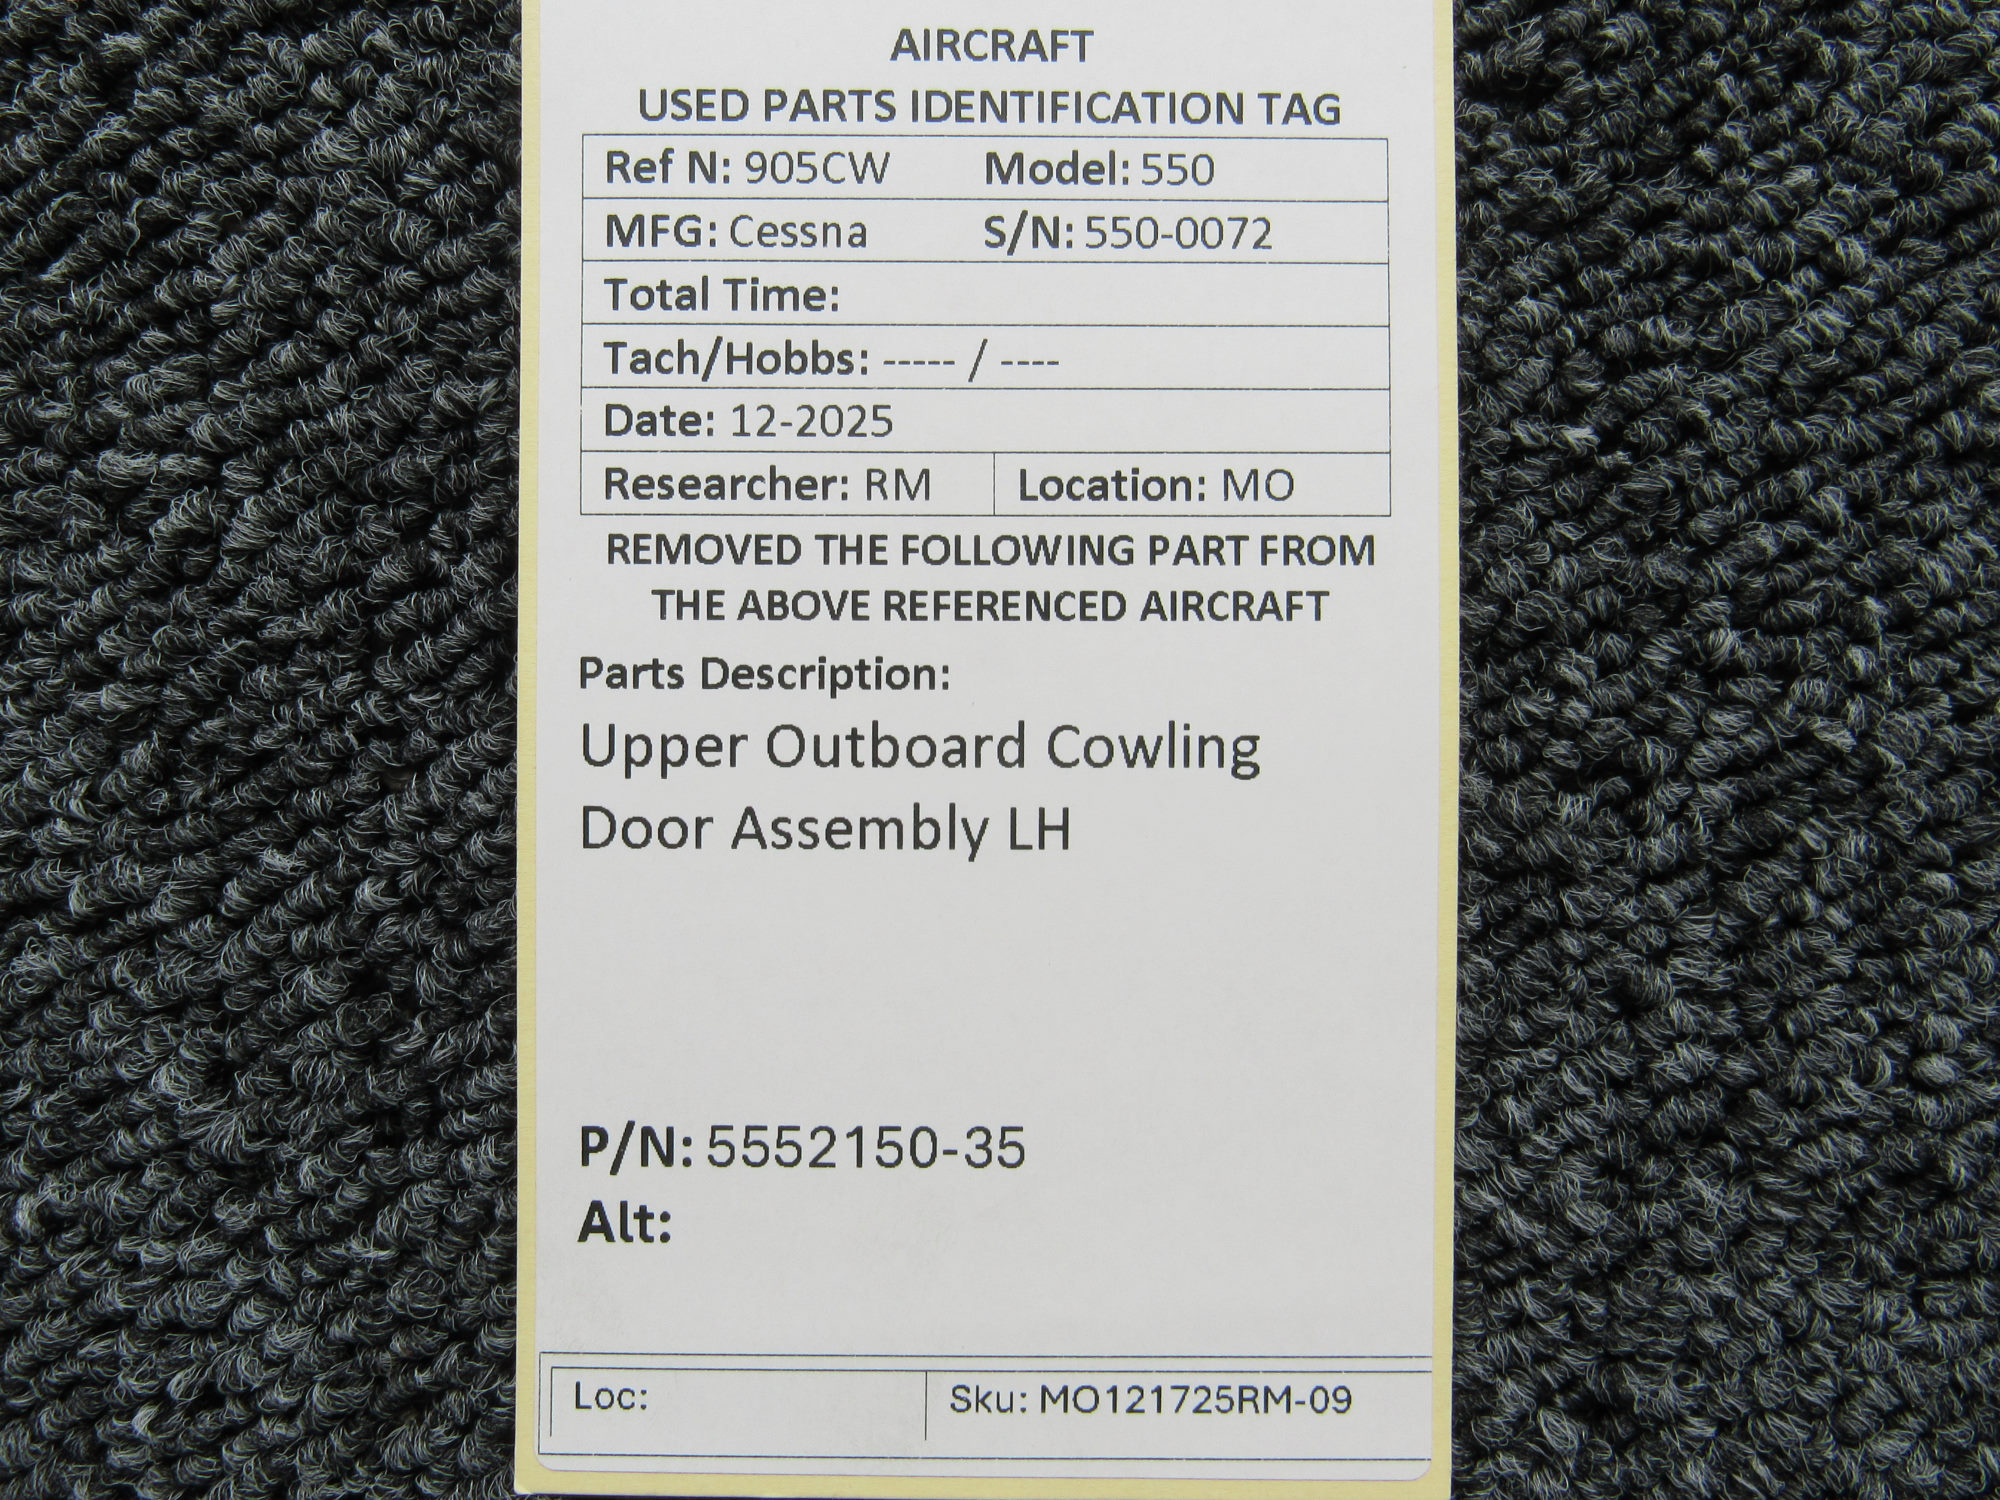 AIRCRAFT
USED PARTS IDENTIFICATION TAG
Ref N: 905CW Model: 550
MFG: Cessna S/N: 550-0072
Total Time:
Tach/Hobbs: ----- / ----
Date: 12-2025
Researcher: RM Location: MO
REMOVED THE FOLLOWING PART FROM
THE ABOVE REFERENCED AIRCRAFT
Parts Description:
Upper Outboard Cowling
Door Assembly LH
P/N: 5552150-35
Alt:
Loc: Sku: MO121725RM-09